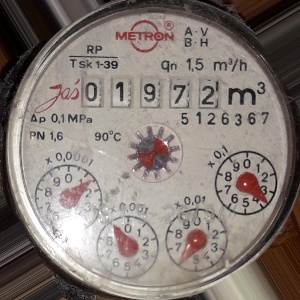 METRON®
A·V
B·H
RP
Tsk 1-39
qn 1,5 m³/h
Jaś 01972 m³
Δp 0,1 MPa
5126367
PN 1,6
90°C
x 0,0001
x 0,1
x 0,001
x 0,01